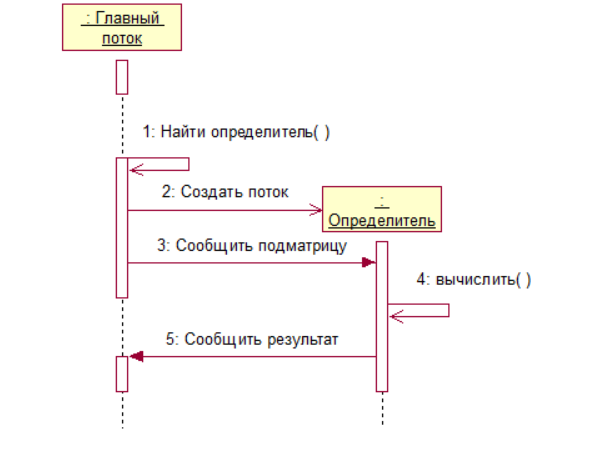 : Главный
поток
1: Найти определитель( )
2: Создать поток
:
Определитель
3: Сообщить подматрицу
4: вычислить( )
5: Сообщить результат